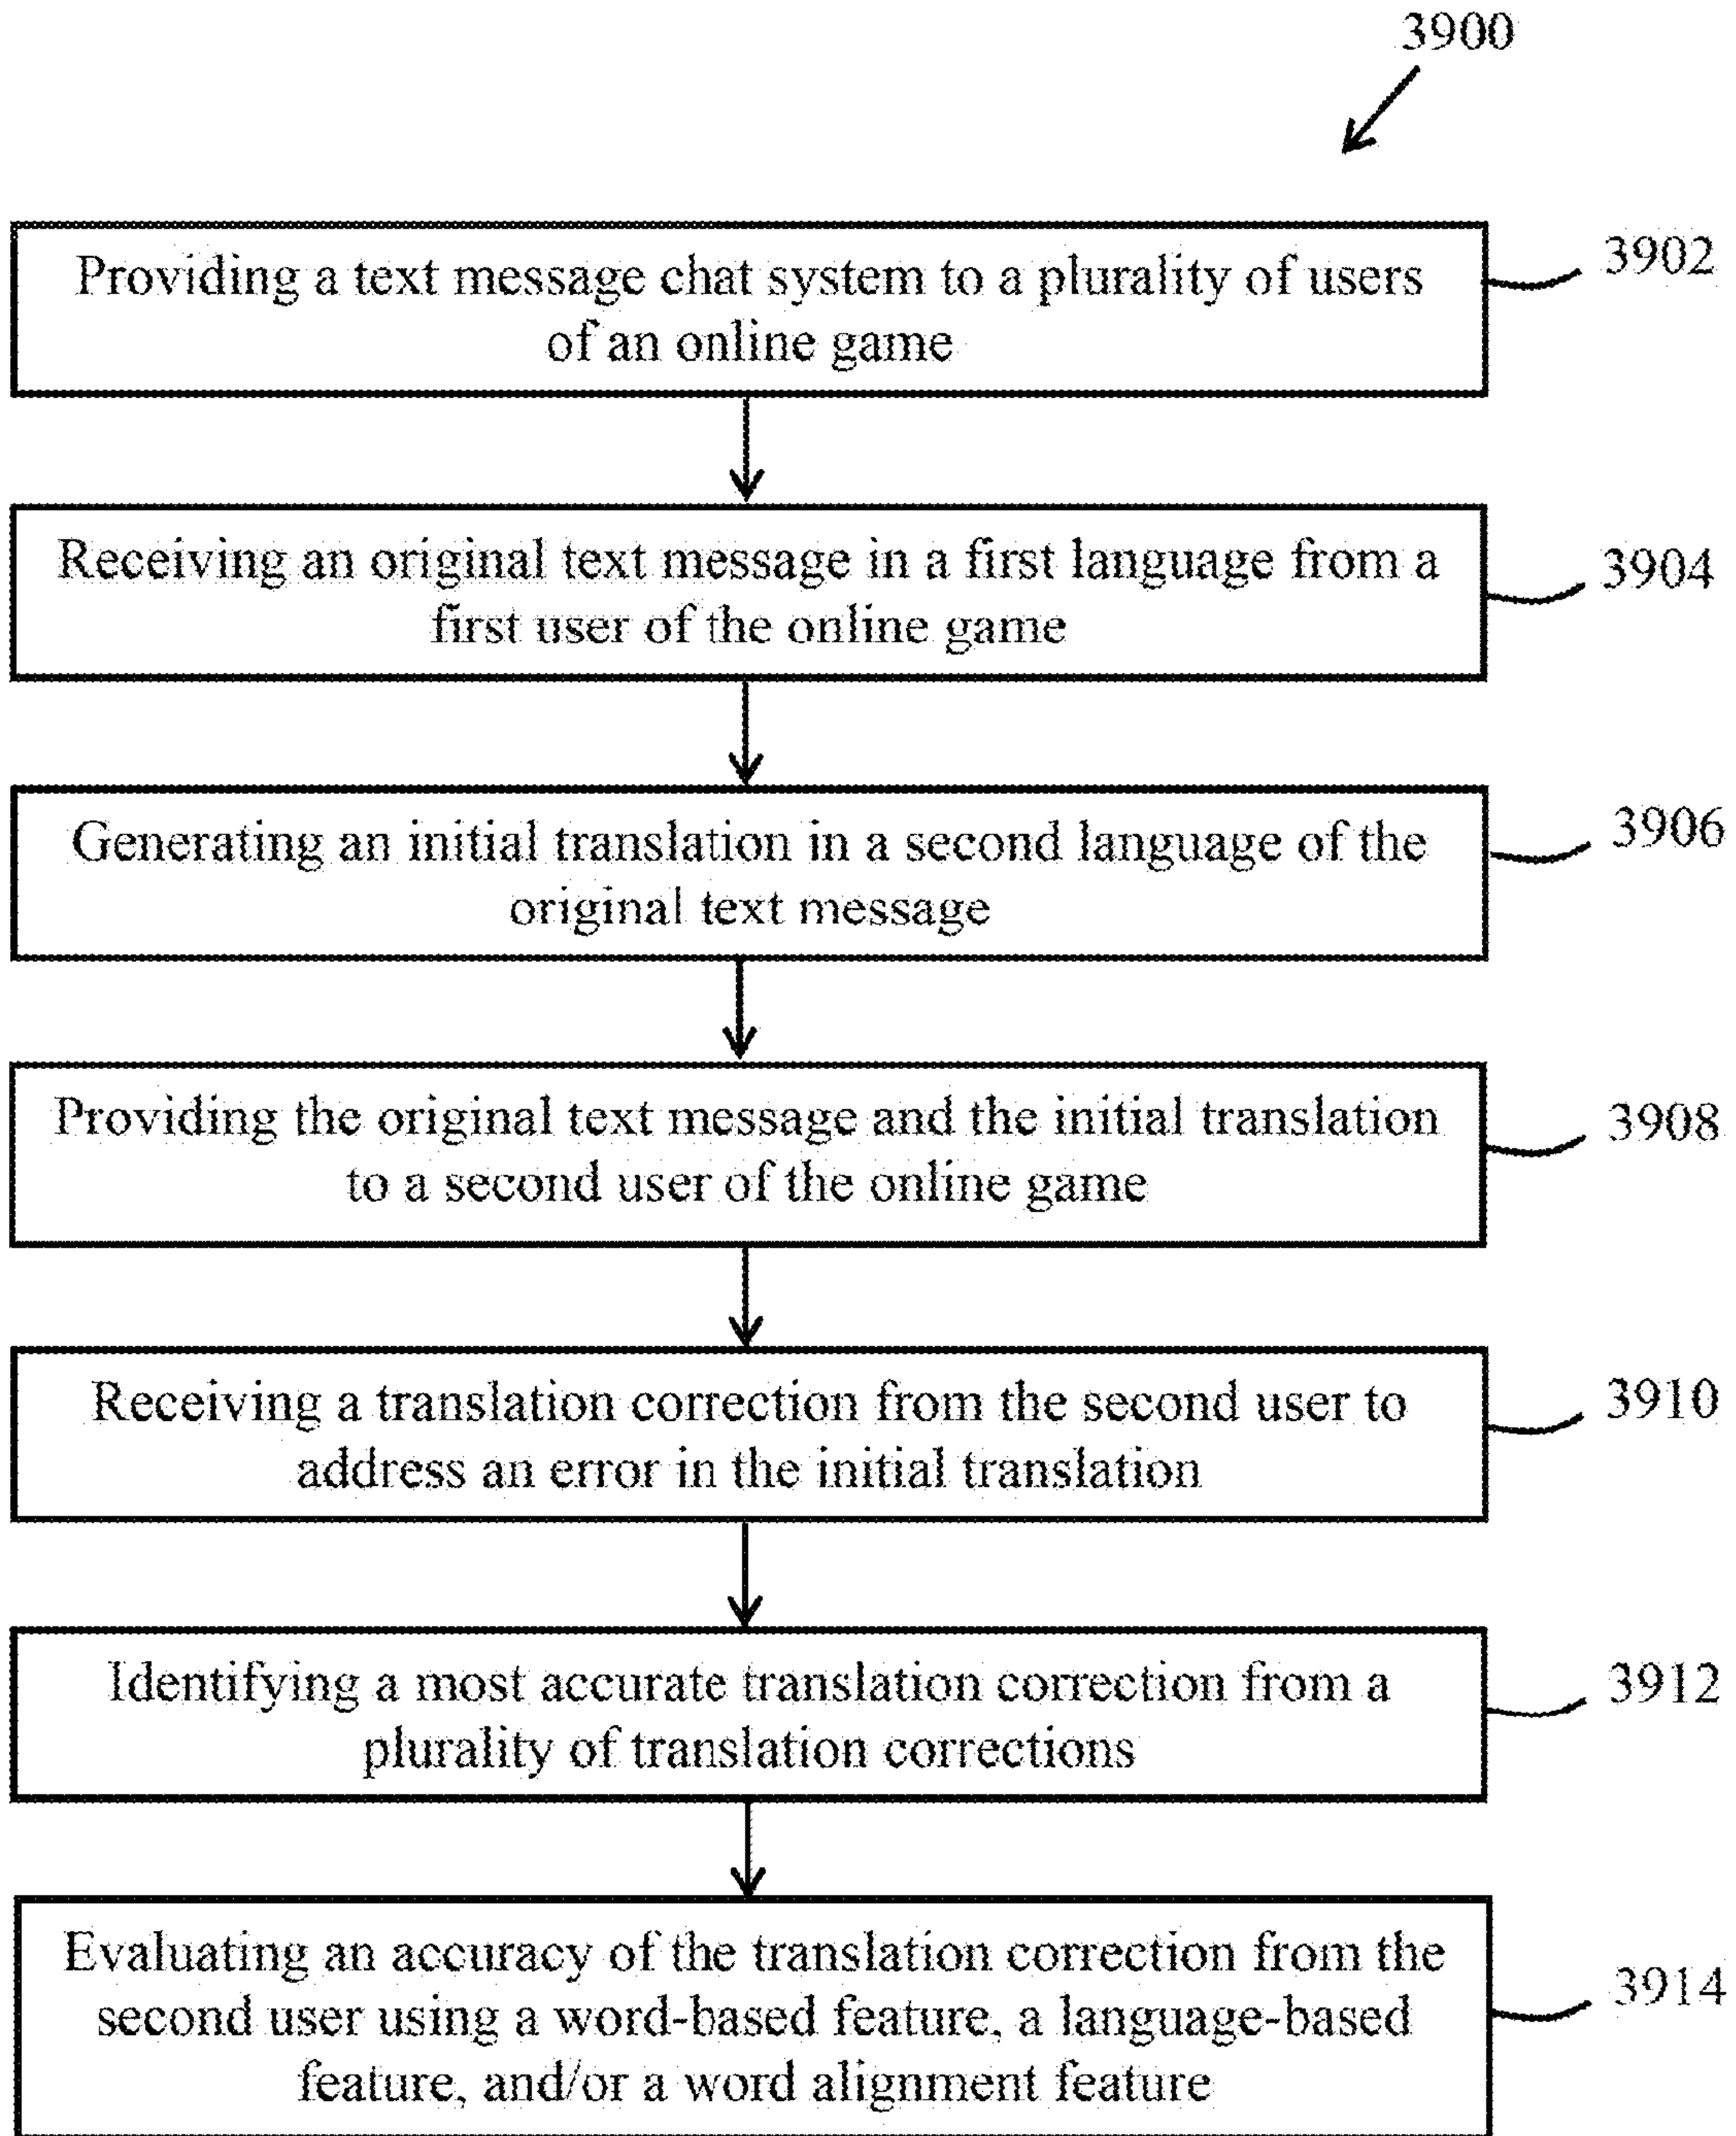 3900
Providing a text message chat system to a plurality of users
of an online game
3902
Receiving an original text message in a first language from a
first user of the online game
3904
Generating an initial translation in a second language of the
original text message
3906
Providing the original text message and the initial translation
to a second user of the online game
3908
Receiving a translation correction from the second user to
address an error in the initial translation
3910
Identifying a most accurate translation correction from a
plurality of translation corrections
3912
Evaluating an accuracy of the translation correction from the
second user using a word-based feature, a language-based
feature, and/or a word alignment feature
3914